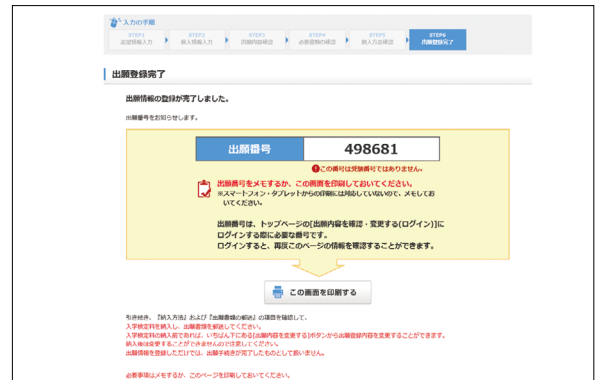 入力の手順
STEP1
志望情報入力
STEP2
個人情報入力
STEP3
出願内容確認
STEP4
必要書類の確認
STEP5
納入方法確認
STEP6
出願登録完了
出願登録完了
出願情報の登録が完了しました。
出願番号をお知らせします。
出願番号
498681
この番号は受験番号ではありません。
出願番号をメモするか、この画面を印刷しておいてください。
※スマートフォン・タブレットからの印刷には対応していないので、メモしてお
いてください。
出願番号は、トップページの[出願内容を確認・変更する(ログイン)]に
ログインする際に必要な番号です。
ログインすると、再度このページの情報を確認することができます。
この画面を印刷する
引き続き、『納入方法』および『出願書類の郵送』の項目を確認して、
入学検定料を納入し、出願書類を郵送してください。
入学検定料の納入前であれば、いちばん下にある[出願内容を変更する]ボタンから出願登録内容を変更することができます。
納入後は変更することができませんので注意してください。
出願情報を登録しただけでは、出願手続きが完了したものとして扱いません。
必要事項はメモするか、このページを印刷しておいてください。